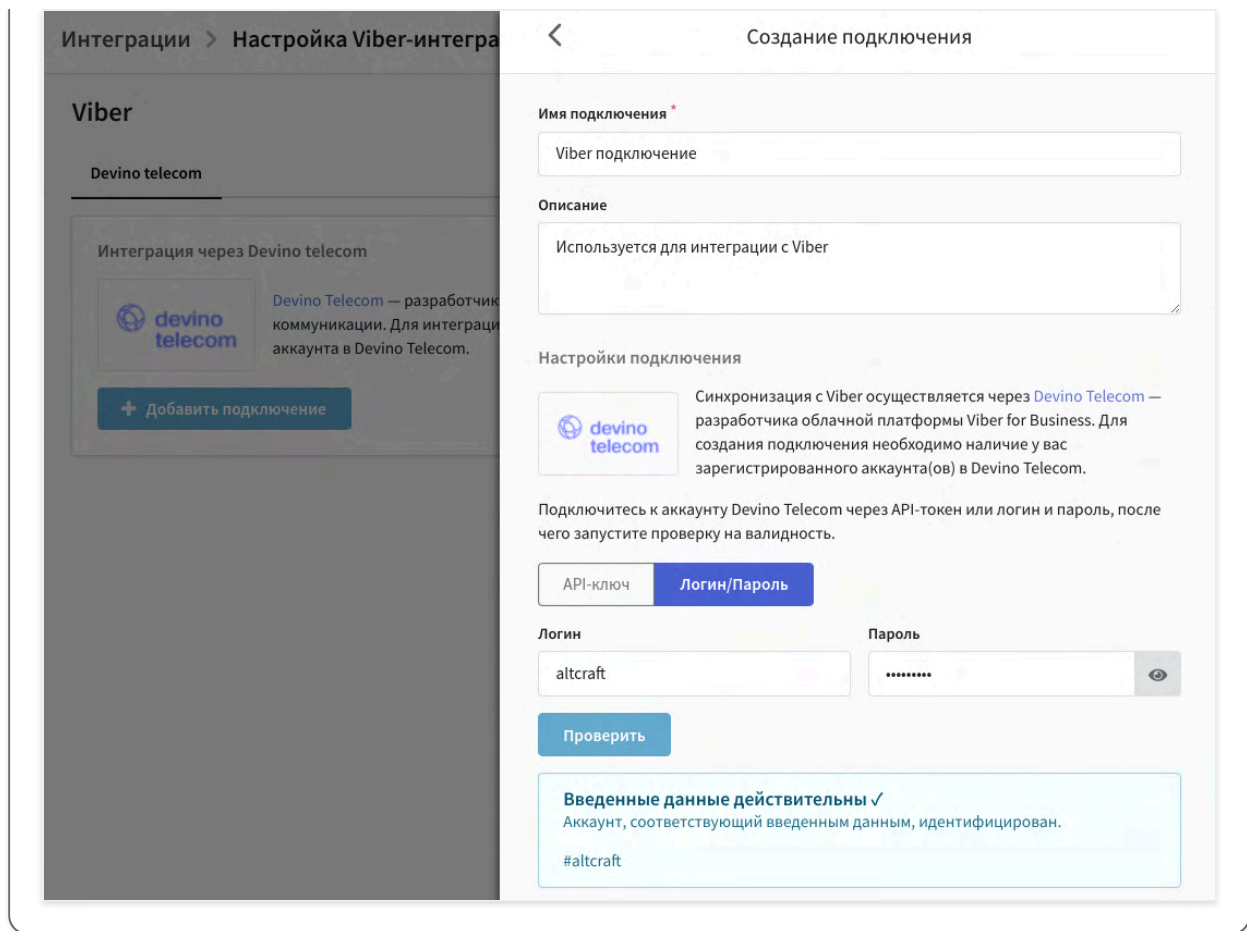 Интеграции > Настройка Viber-интегра
Viber
Devino telecom
Интеграция через Devino telecom
devino
telecom
Devino Telecom — разработчик
коммуникации. Для интеграци
аккаунта в Devino Telecom.
+ Добавить подключение
Создание подключения
Имя подключения *
Viber подключение
Описание
Используется для интеграции с Viber
Настройки подключения
devino
telecom
Синхронизация с Viber осуществляется через Devino Telecom —
разработчика облачной платформы Viber for Business. Для
создания подключения необходимо наличие у вас
зарегистрированного аккаунта(ов) в Devino Telecom.
Подключитесь к аккаунту Devino Telecom через API-токен или логин и пароль, после
чего запустите проверку на валидность.
API-ключ Логин/Пароль
Логин Пароль
altcraft •••••••••
Проверить
Введенные данные действительны ✓
Аккаунт, соответствующий введенным данным, идентифицирован.
#altcraft